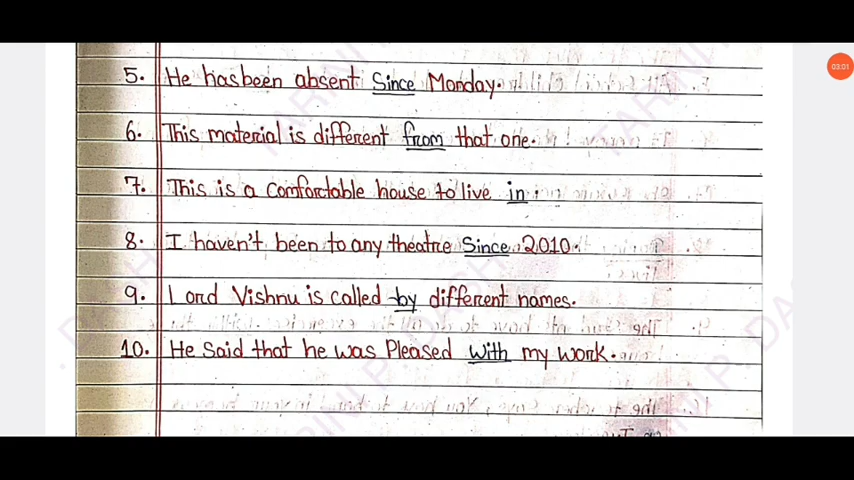 03:01
5. He hasbeen absent Since Monday.
6. This material is different from that one.
7. This is a comfortable house to live in
8. I haven't been to any theatre Since 2010.
9. Lord Vishnu is called by different names.
10. He Said that he was Pleased with my work.